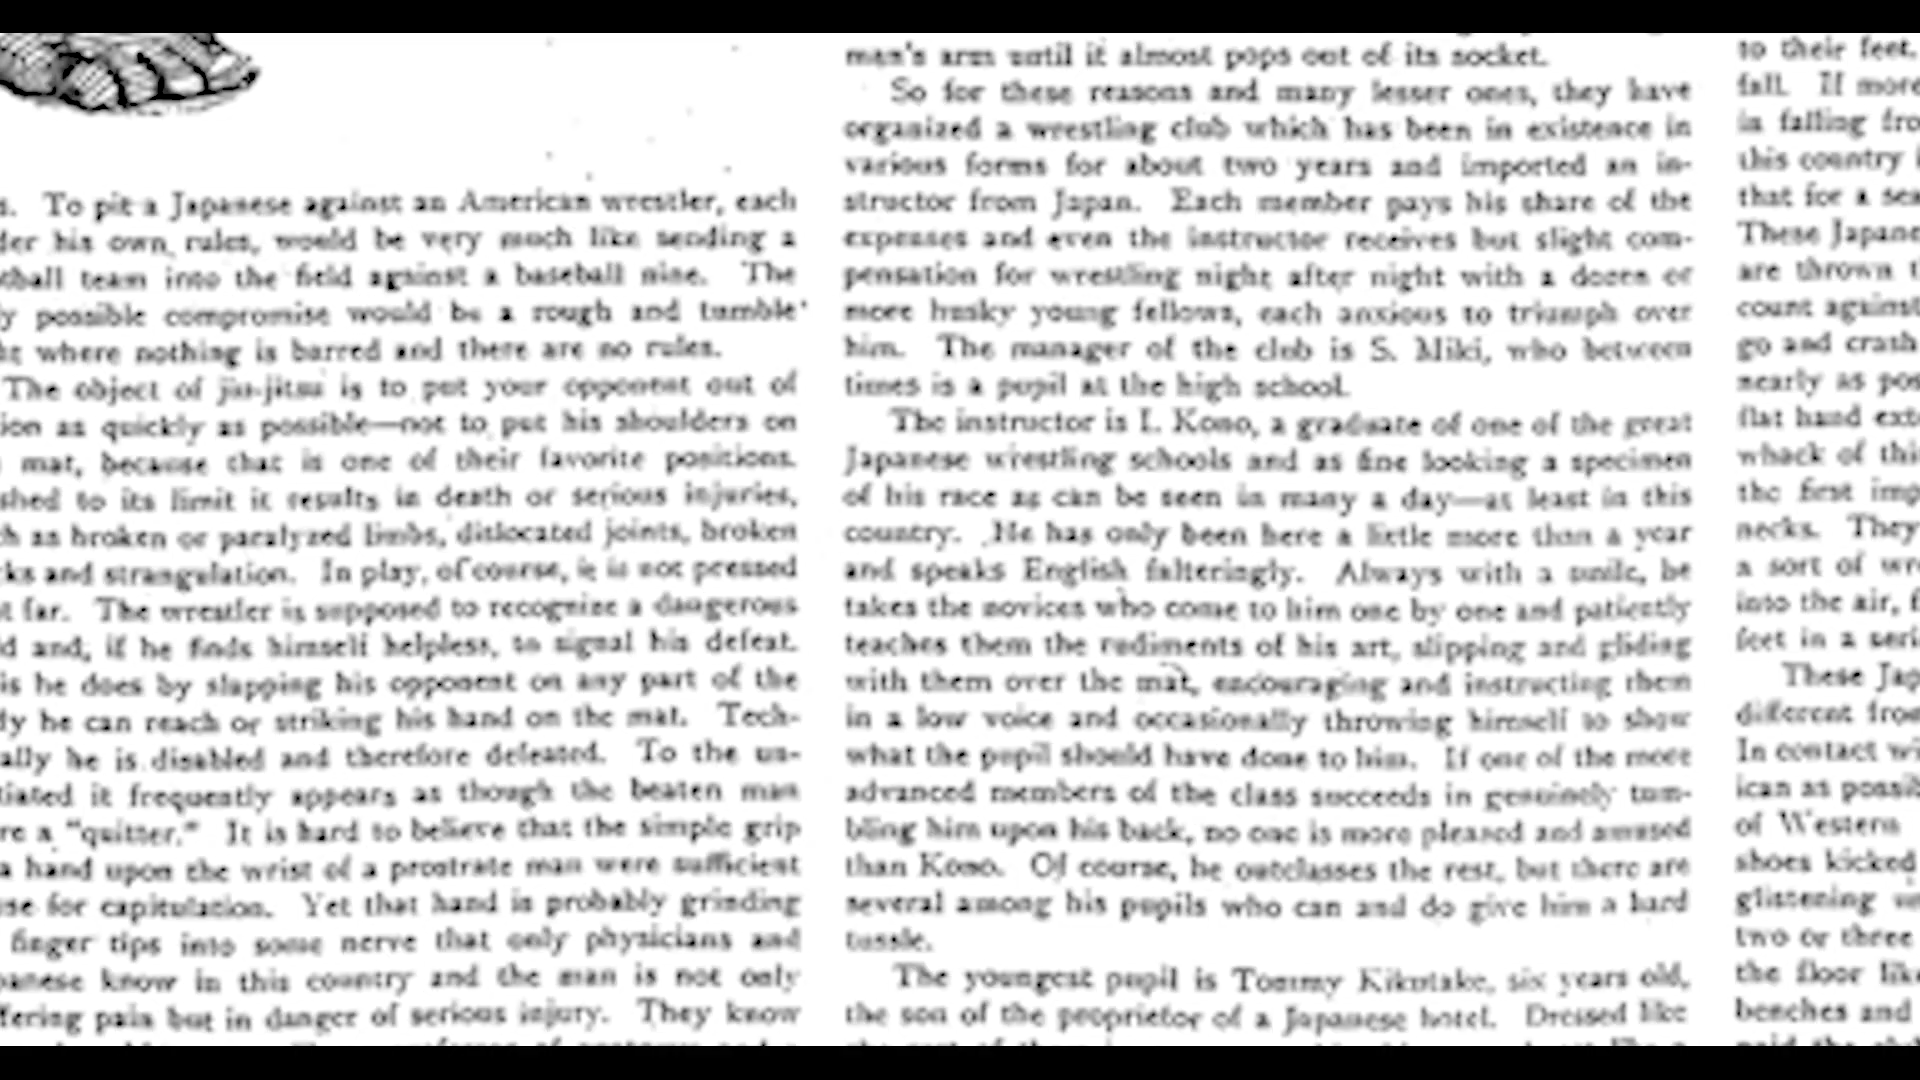 s. To pit a Japanese against an American wrestler, each
der his own rules, would be very much like sending a
tball team into the field against a baseball nine. The
ly possible compromise would be a rough and tumble
ht where nothing is barred and there are no rules.
The object of jiu-jitsu is to put your opponent out of
ion as quickly as possible—not to put his shoulders on
mat, because that is one of their favorite positions.
shed to its limit it results in death or serious injuries,
ch as broken or paralyzed limbs, dislocated joints, broken
ks and strangulation. In play, of course, it is not pressed
t far. The wrestler is supposed to recognize a dangerous
d and, if he finds himself helpless, to signal his defeat.
is he does by slapping his opponent on any part of the
dy he can reach or striking his hand on the mat. Tech-
ally he is disabled and therefore defeated. To the un-
tiated it frequently appears as though the beaten man
re a "quitter." It is hard to believe that the simple grip
a hand upon the wrist of a prostrate man were sufficient
use for capitulation. Yet that hand is probably grinding
finger tips into some nerve that only physicians and
panese know in this country and the man is not only
ffering pain but in danger of serious injury. They know
man's arm until it almost pops out of its socket.
So for these reasons and many lesser ones, they have
organized a wrestling club which has been in existence in
various forms for about two years and imported an in-
structor from Japan. Each member pays his share of the
expenses and even the instructor receives but slight com-
pensation for wrestling night after night with a dozen or
more husky young fellows, each anxious to triumph over
him. The manager of the club is S. Miki, who between
times is a pupil at the high school.
The instructor is I. Kono, a graduate of one of the great
Japanese wrestling schools and as fine looking a specimen
of his race as can be seen in many a day—at least in this
country. He has only been here a little more than a year
and speaks English falteringly. Always with a smile, he
takes the novices who come to him one by one and patiently
teaches them the rudiments of his art, slipping and gliding
with them over the mat, encouraging and instructing them
in a low voice and occasionally throwing himself to show
what the pupil should have done to him. If one of the more
advanced members of the class succeeds in genuinely tum-
bling him upon his back, no one is more pleased and amused
than Kono. Of course, he outclasses the rest, but there are
several among his pupils who can and do give him a hard
tussle.
The youngest pupil is Tommy Kikutake, six years old,
the son of the proprietor of a Japanese hotel. Dressed like
to their feet.
fall. If more
in falling fro
this country
that for a sea
These Japane
are thrown t
count against
go and crash
nearly as pos
flat hand exte
whack of thi
the first imp
necks. They
a sort of wre
into the air, f
feet in a seri
These Jap
different from
In contact wi
ican as possib
of Western
shoes kicked
glistening
two or three
the floor like
benches and